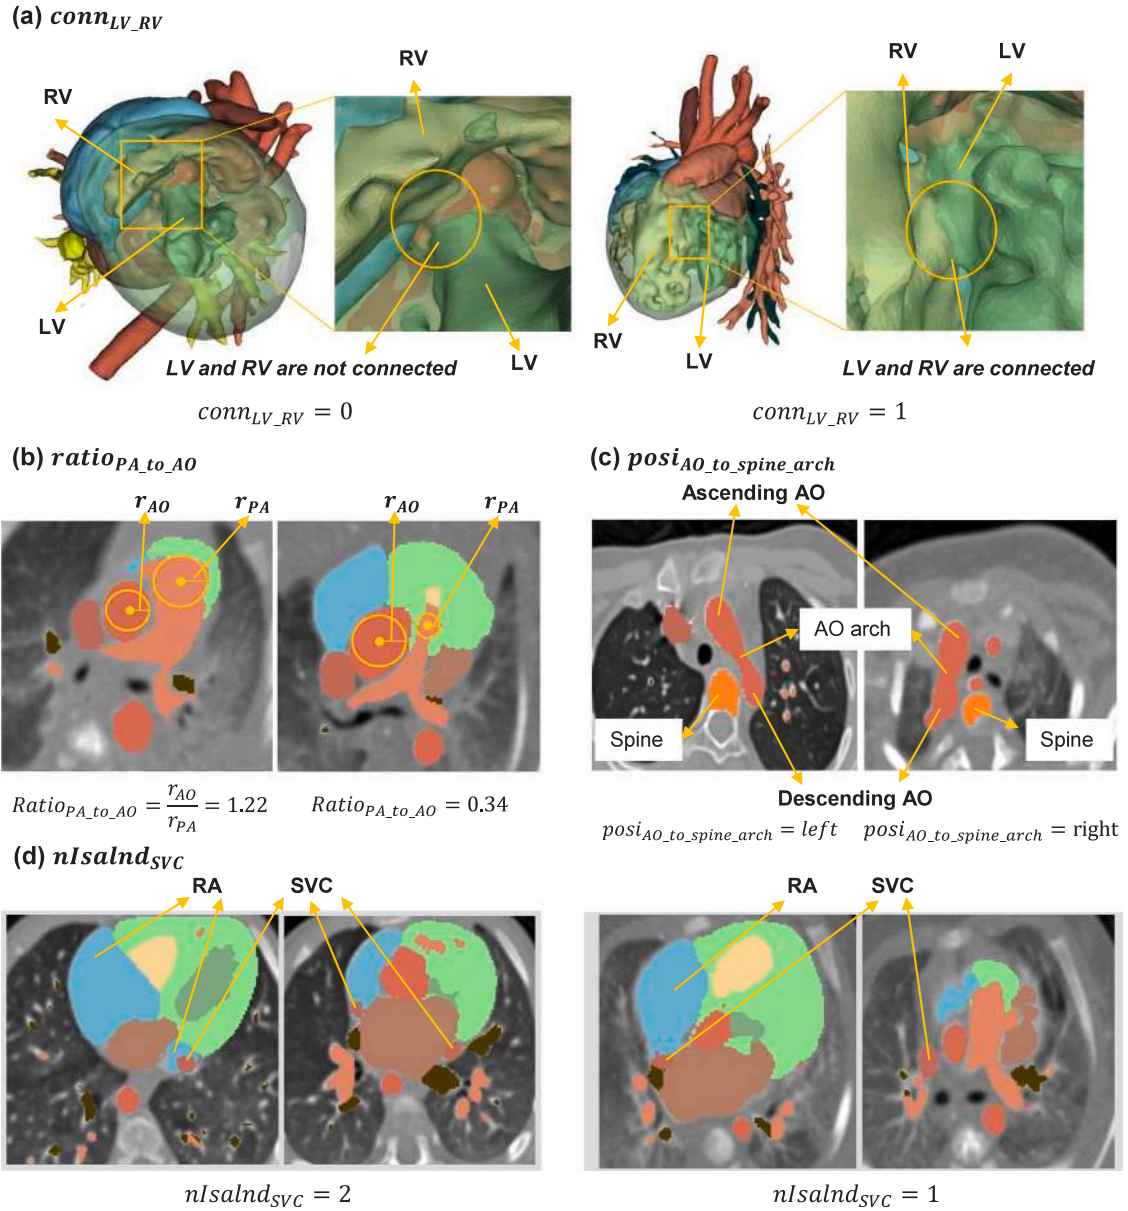 (a) conn_LV_RV
RV
RV
LV
LV
LV and RV are not connected
conn_LV_RV = 0
RV
LV
RV
LV
LV and RV are connected
conn_LV_RV = 1
(b) ratio_PA_to_AO
r_AO
r_PA
r_AO
r_PA
Ratio_PA_to_AO = r_AO / r_PA = 1.22
Ratio_PA_to_AO = 0.34
(c) posi_AO_to_spine_arch
Ascending AO
AO arch
Spine
Spine
Descending AO
posi_AO_to_spine_arch = left
posi_AO_to_spine_arch = right
(d) nIsalnd_SVC
RA
SVC
nIsalnd_SVC = 2
RA
SVC
nIsalnd_SVC = 1